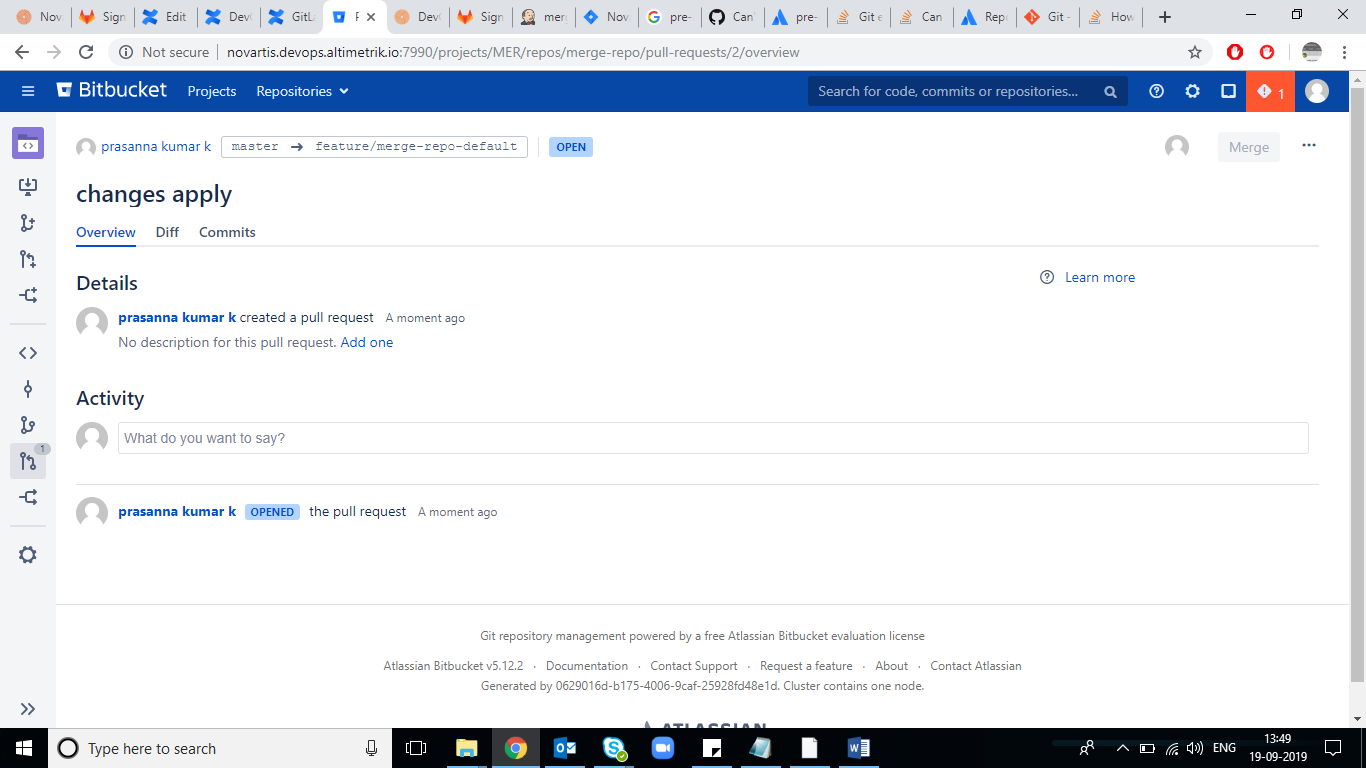 Nov
Sign
Edit
Dev
GitL
Dev
Sign
mer
Nov
pre-
Can'
pre-
Git e
Can
Rep
Git -
How
Not secure | novartis.devops.altimetrik.io:7990/projects/MER/repos/merge-repo/pull-requests/2/overview
Bitbucket Projects Repositories Search for code, commits or repositories... 1
prasanna kumar k master → feature/merge-repo-default OPEN Merge ...
changes apply
Overview Diff Commits
Details Learn more
prasanna kumar k created a pull request A moment ago
No description for this pull request. Add one
Activity
What do you want to say?
1
prasanna kumar k OPENED the pull request A moment ago
Git repository management powered by a free Atlassian Bitbucket evaluation license
Atlassian Bitbucket v5.12.2 · Documentation · Contact Support · Request a feature · About · Contact Atlassian
Generated by 0629016d-b175-4006-9caf-25928fd48e1d. Cluster contains one node.
ATLASSIAN
Type here to search
ENG
13:49
19-09-2019